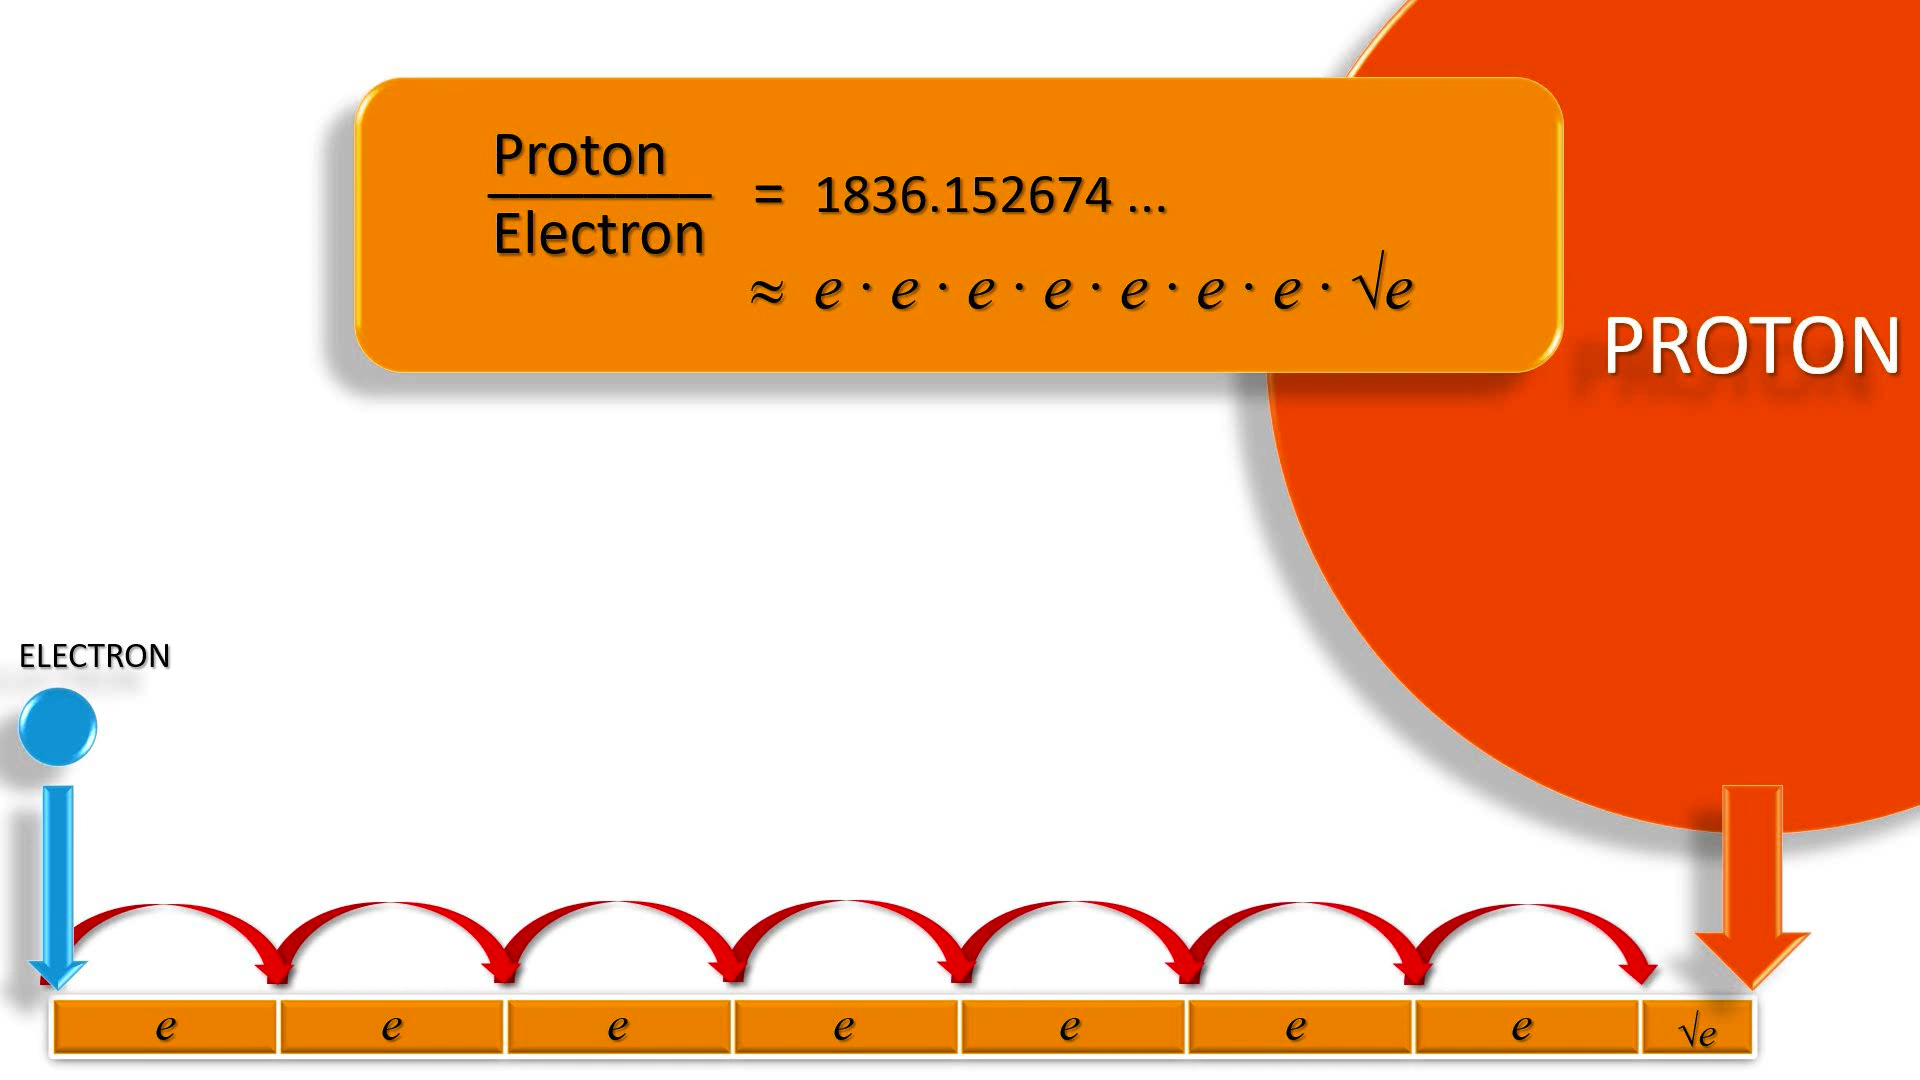 Proton
Electron
= 1836.152674 ...
≈ e · e · e · e · e · e · e · √e
PROTON
ELECTRON
e e e e e e e √e